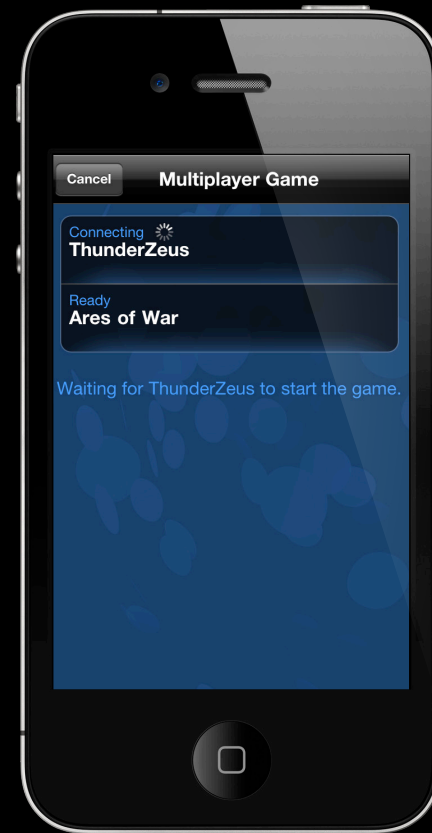 Cancel Multiplayer Game
Connecting
ThunderZeus
Ready
Ares of War
Waiting for ThunderZeus to start the game.